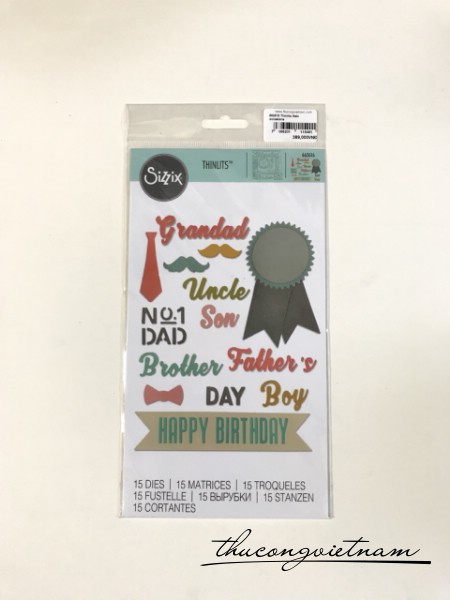 Sizzix
THINLITS™
Grandad
Uncle
NO.1
DAD
Son
Brother
Father's
DAY
Boy
HAPPY BIRTHDAY
15 DIES | 15 MATRICES | 15 TROQUELES
15 FUSTELLE | 15 ВЫРУБКИ | 15 STANZEN
15 CORTANTES
thucongvietnam